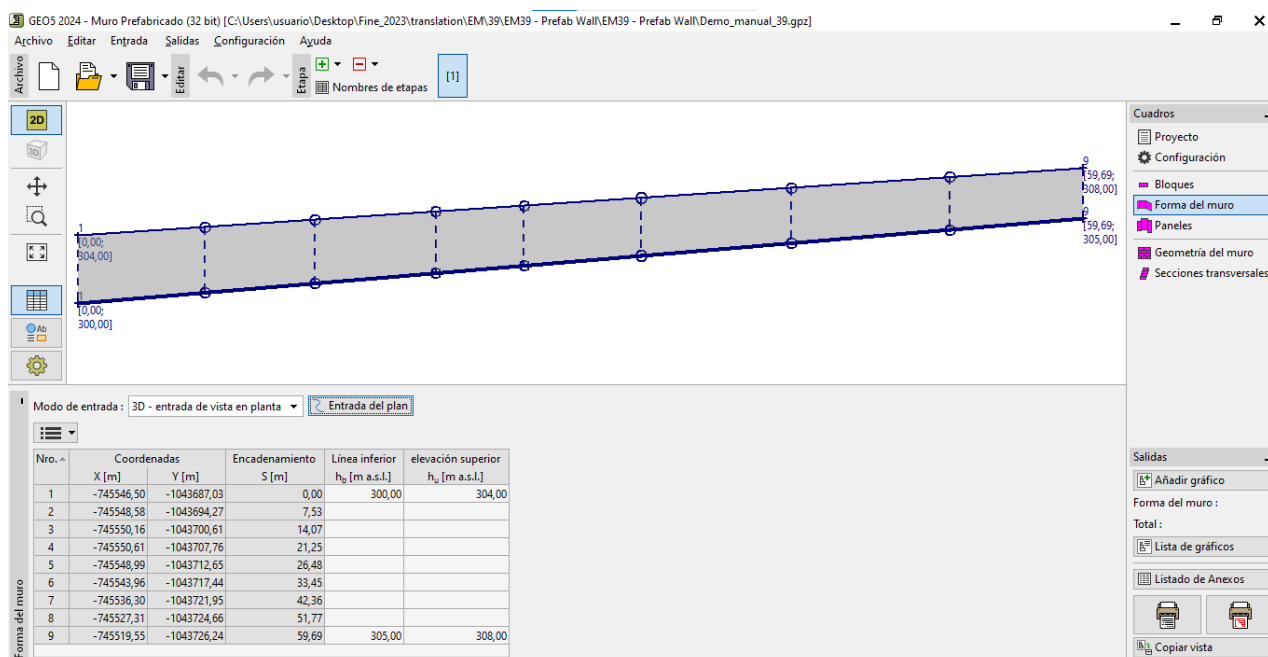 GEO5 2024 - Muro Prefabricado (32 bit) [C:\Users\usuario\Desktop\Fine_2023\translation\EM\39\EM39 - Prefab Wall\EM39 - Prefab Wall\Demo_manual_39.gpz]
Archivo Editar Entrada Salidas Configuración Ayuda
Archivo
Editar
Etapa
Nombres de etapas
[1]
2D
3D
Ab
1
[0,00;
304,00]
1
[0,00;
300,00]
9
[59,69;
308,00]
9
[59,69;
305,00]
Cuadros
Proyecto
Configuración
Bloques
Forma del muro
Paneles
Geometría del muro
Secciones transversales
Forma del muro
Modo de entrada : 3D - entrada de vista en planta Entrada del plan
Nro. Coordenadas Encadenamiento Línea inferior elevación superior
X [m] Y [m] S [m] hb [m a.s.l.] hu [m a.s.l.]
1 -745546,50 -1043687,03 0,00 300,00 304,00
2 -745548,58 -1043694,27 7,53
3 -745550,16 -1043700,61 14,07
4 -745550,61 -1043707,76 21,25
5 -745548,99 -1043712,65 26,48
6 -745543,96 -1043717,44 33,45
7 -745536,30 -1043721,95 42,36
8 -745527,31 -1043724,66 51,77
9 -745519,55 -1043726,24 59,69 305,00 308,00
Salidas
Añadir gráfico
Forma del muro :
Total :
Lista de gráficos
Listado de Anexos
Copiar vista